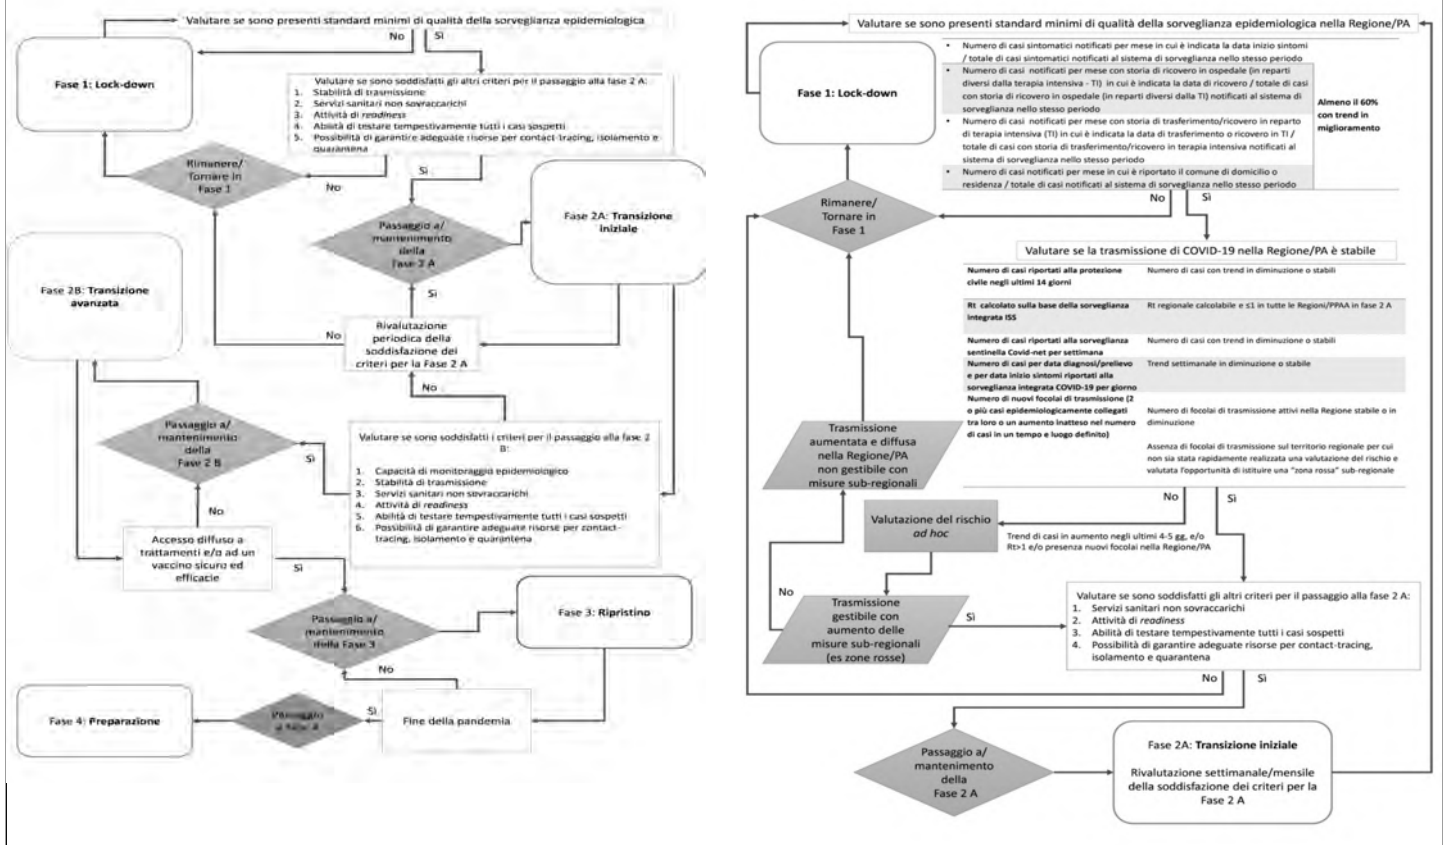 Valutare se sono presenti standard minimi di qualità della sorveglianza epidemiologica
No
Sì
Fase 1: Lock-down
Valutare se sono soddisfatti gli altri criteri per il passaggio alla fase 2 A:
1. Stabilità di trasmissione
2. Servizi sanitari non sovraccarichi
3. Attività di readiness
4. Abilità di testare tempestivamente tutti i casi sospetti
5. Possibilità di garantire adeguate risorse per contact-tracing, isolamento e
quarantena
Rimanere/
Tornare in
Fase 1
No
Sì
Passaggio a/
mantenimento
della
Fase 2 A
Fase 2A: Transizione
iniziale
Fase 2B: Transizione
avanzata
Sì
No
Rivalutazione
periodica della
soddisfazione dei
criteri per la Fase 2 A
No
Passaggio a/
mantenimento
della
Fase 2 B
Sì
Valutare se sono soddisfatti i criteri per il passaggio alla fase 2
B:
1. Capacità di monitoraggio epidemiologico
2. Stabilità di trasmissione
3. Servizi sanitari non sovraccarichi
4. Attività di readiness
5. Abilità di testare tempestivamente tutti i casi sospetti
6. Possibilità di garantire adeguate risorse per contact-
tracing, isolamento e quarantena
No
Accesso diffuso a
trattamenti e/o ad un
vaccino sicuro ed
efficacie
Sì
Passaggio a/
mantenimento
della Fase 3
Fase 3: Ripristino
No
Fase 4: Preparazione
Passaggio
a fase 4
Sì
Fine della pandemia
Valutare se sono presenti standard minimi di qualità della sorveglianza epidemiologica nella Regione/PA
Fase 1: Lock-down
• Numero di casi sintomatici notificati per mese in cui è indicata la data inizio sintomi
/ totale di casi sintomatici notificati al sistema di sorveglianza nello stesso periodo
• Numero di casi notificati per mese con storia di ricovero in ospedale (in reparti
diversi dalla terapia intensiva - TI) in cui è indicata la data di ricovero / totale di casi
con storia di ricovero in ospedale (in reparti diversi dalla TI) notificati al sistema di
sorveglianza nello stesso periodo
• Numero di casi notificati per mese con storia di trasferimento/ricovero in reparto
di terapia intensiva (TI) in cui è indicata la data di trasferimento o ricovero in TI /
totale di casi con storia di trasferimento/ricovero in terapia intensiva notificati al
sistema di sorveglianza nello stesso periodo
• Numero di casi notificati per mese in cui è riportato il comune di domicilio o
residenza / totale di casi notificati al sistema di sorveglianza nello stesso periodo
Almeno il 60%
con trend in
miglioramento
No
Sì
Rimanere/
Tornare in
Fase 1
Valutare se la trasmissione di COVID-19 nella Regione/PA è stabile
Numero di casi riportati alla protezione
civile negli ultimi 14 giorni
Numero di casi con trend in diminuzione o stabili
Rt calcolato sulla base della sorveglianza
integrata ISS
Rt regionale calcolabile e ≤1 in tutte le Regioni/PPAA in fase 2 A
Numero di casi riportati alla sorveglianza
sentinella Covid-net per settimana
Numero di casi con trend in diminuzione o stabili
Numero di casi per data diagnosi/prelievo
e per data inizio sintomi riportati alla
sorveglianza integrata COVID-19 per giorno
Trend settimanale in diminuzione o stabile
Numero di nuovi focolai di trasmissione (2
o più casi epidemiologicamente collegati
tra loro o un aumento inatteso nel numero
di casi in un tempo e luogo definito)
Numero di focolai di trasmissione attivi nella Regione stabile o in
diminuzione
Assenza di focolai di trasmissione sul territorio regionale per cui
non sia stata rapidamente realizzata una valutazione del rischio e
valutata l'opportunità di istituire una "zona rossa" sub-regionale
Trasmissione
aumentata e diffusa
nella Regione/PA
non gestibile con
misure sub-regionali
No
Sì
Valutazione del rischio
ad hoc
Trend di casi in aumento negli ultimi 4-5 gg, e/o
Rt>1 e/o presenza nuovi focolai nella Regione/PA
No
Trasmissione
gestibile con
aumento delle
misure sub-regionali
(es zone rosse)
Sì
Valutare se sono soddisfatti gli altri criteri per il passaggio alla fase 2 A:
1. Servizi sanitari non sovraccarichi
2. Attività di readiness
3. Abilità di testare tempestivamente tutti i casi sospetti
4. Possibilità di garantire adeguate risorse per contact-tracing,
isolamento e quarantena
No
Sì
Passaggio a/
mantenimento
della
Fase 2 A
Fase 2A: Transizione iniziale
Rivalutazione settimanale/mensile
della soddisfazione dei criteri per la
Fase 2 A